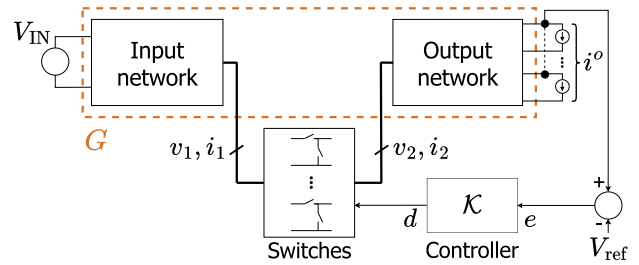 V_IN
Input
network
Output
network
i^o
G
v_1, i_1
v_2, i_2
+
-
d
K
e
Switches
Controller
V_ref